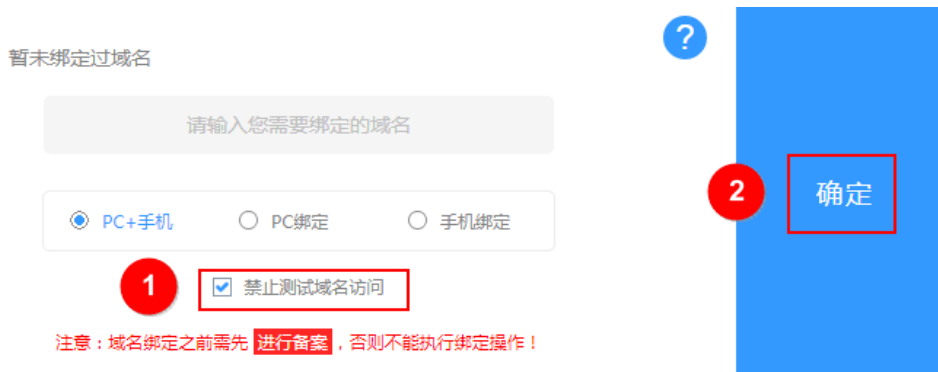 ?
暂未绑定过域名
请输入您需要绑定的域名
2
确定
PC+手机 PC绑定 手机绑定
1
禁止测试域名访问
注意：域名绑定之前需先 进行备案 ，否则不能执行绑定操作！